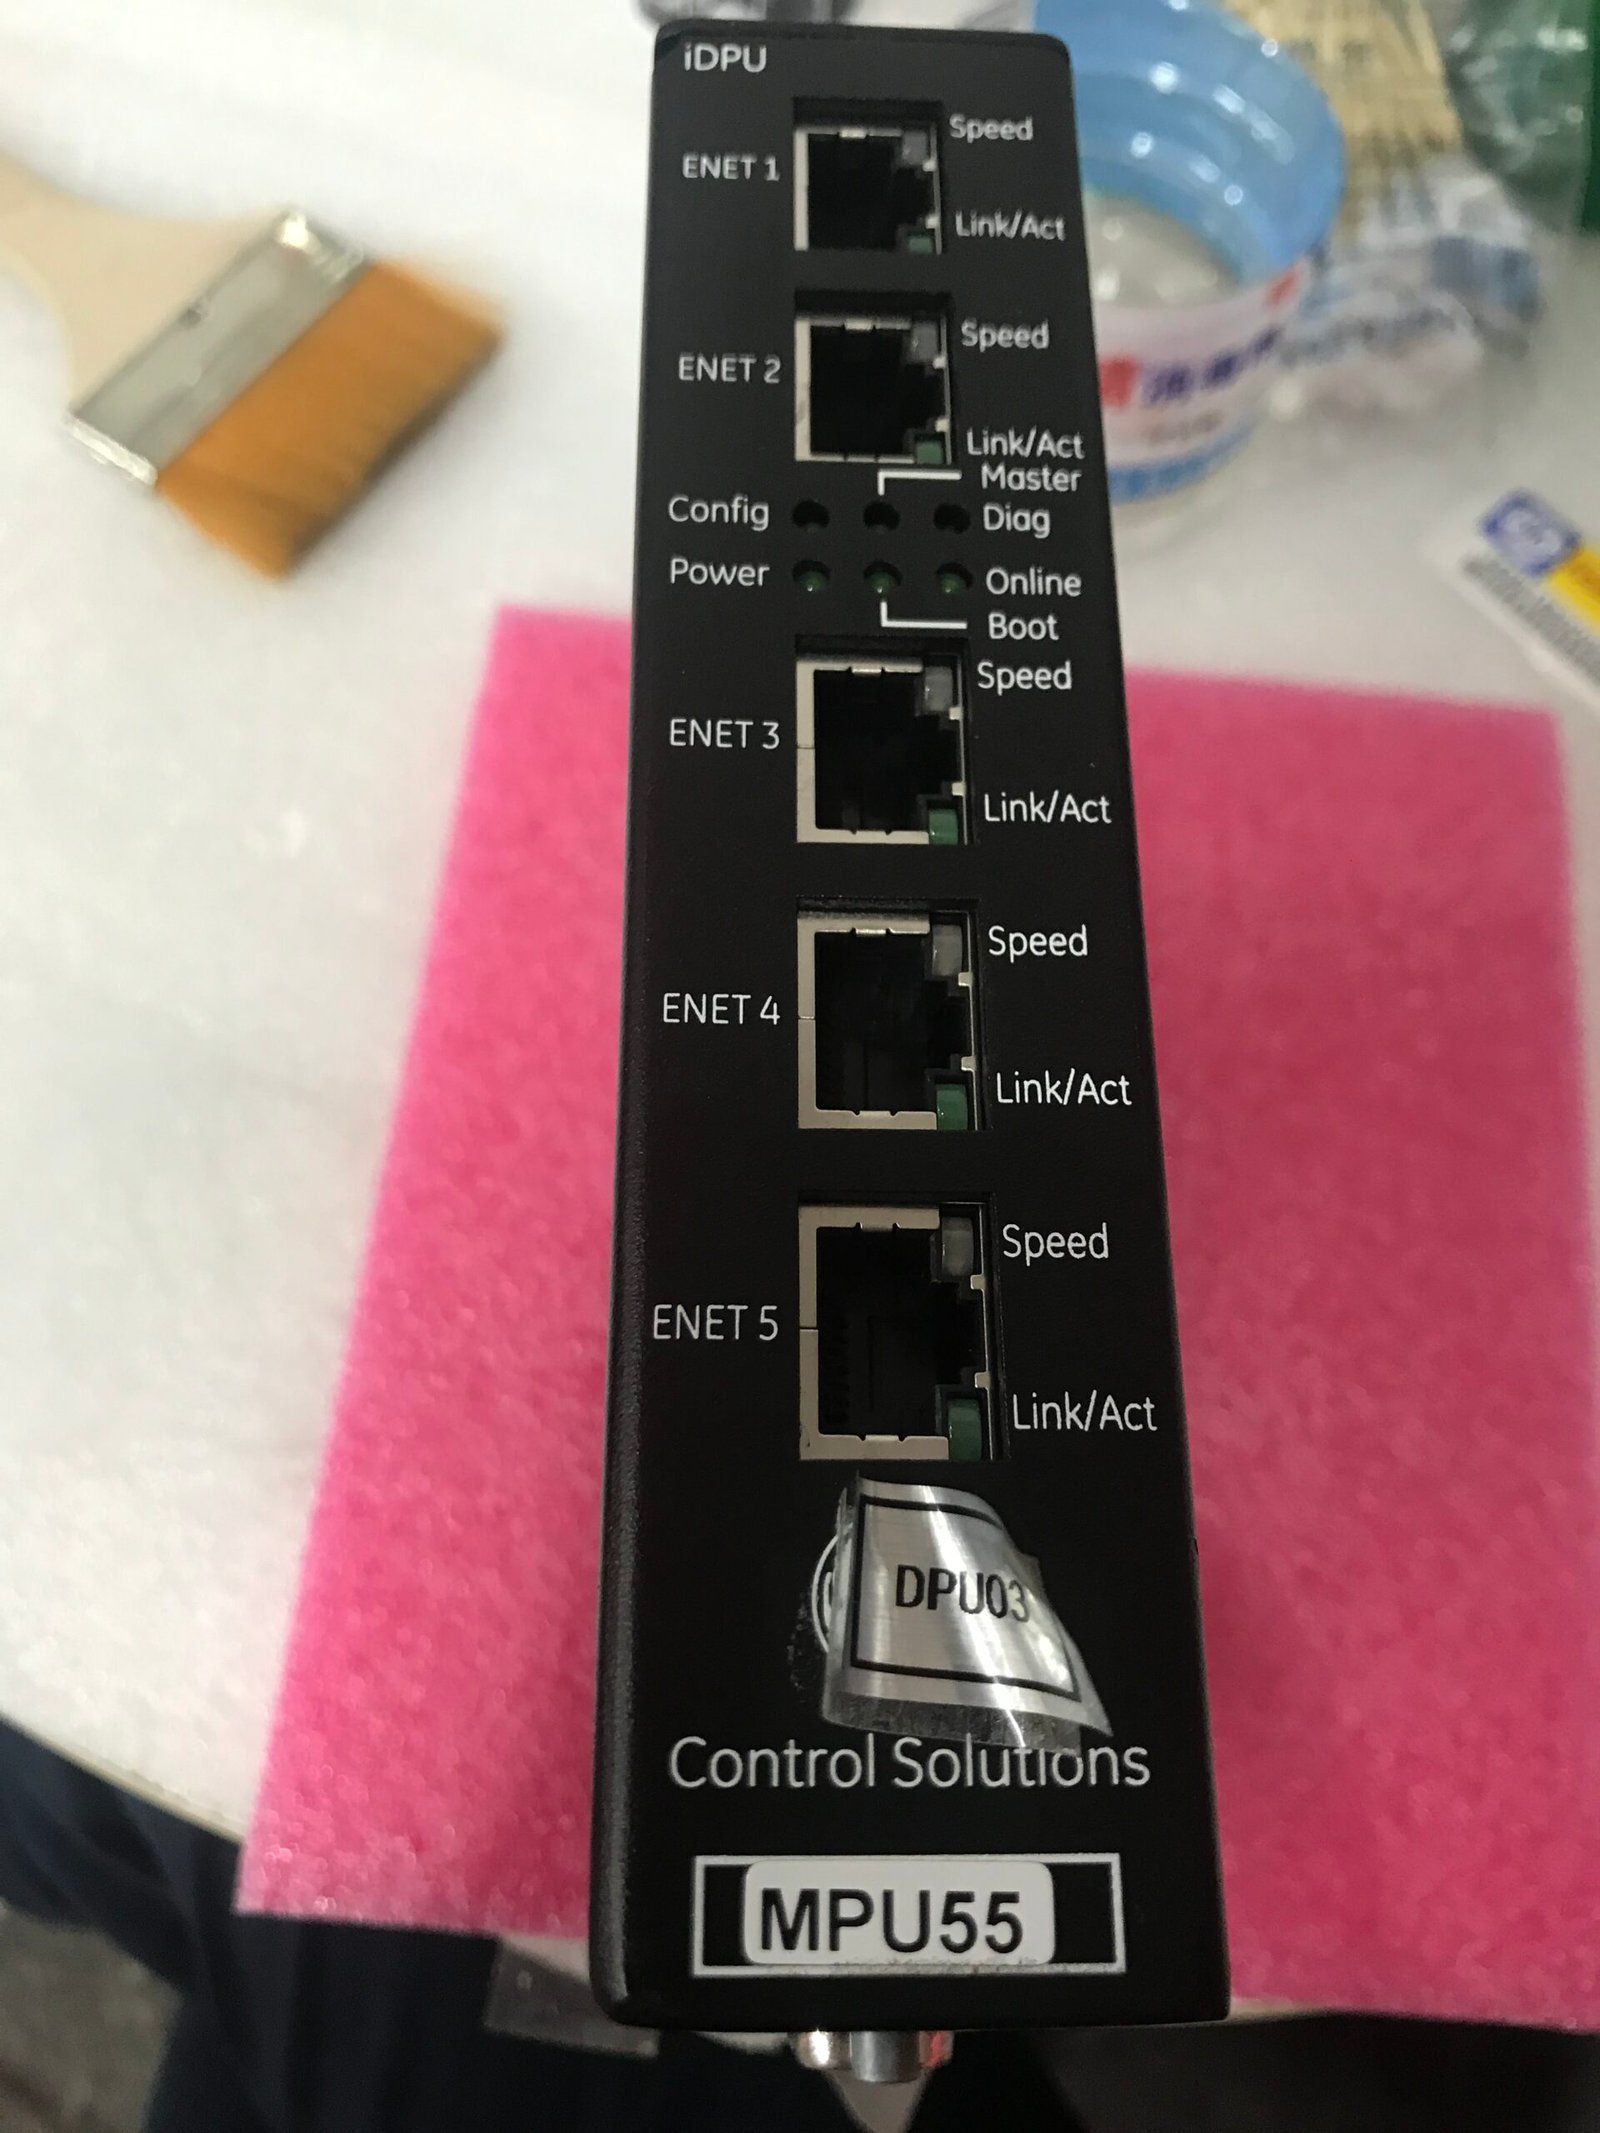 iDPU
Speed
ENET 1
Link/Act
Speed
ENET 2
Link/Act
Master
Config
Diag
Power
Online
Boot
Speed
ENET 3
Link/Act
Speed
ENET 4
Link/Act
Speed
ENET 5
Link/Act
DPU03
Control Solutions
MPU55